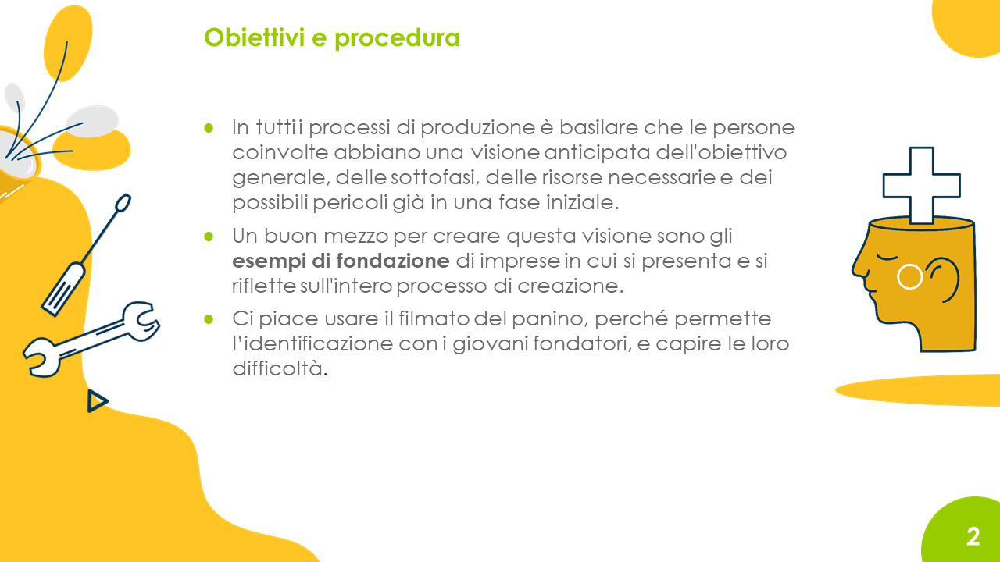 Obiettivi e procedura
In tutti i processi di produzione è basilare che le persone
coinvolte abbiano una visione anticipata dell'obiettivo
generale, delle sottofasi, delle risorse necessarie e dei
possibili pericoli già in una fase iniziale.
Un buon mezzo per creare questa visione sono gli
esempi di fondazione di imprese in cui si presenta e si
riflette sull'intero processo di creazione.
Ci piace usare il filmato del panino, perché permette
l’identificazione con i giovani fondatori, e capire le loro
difficoltà.
2